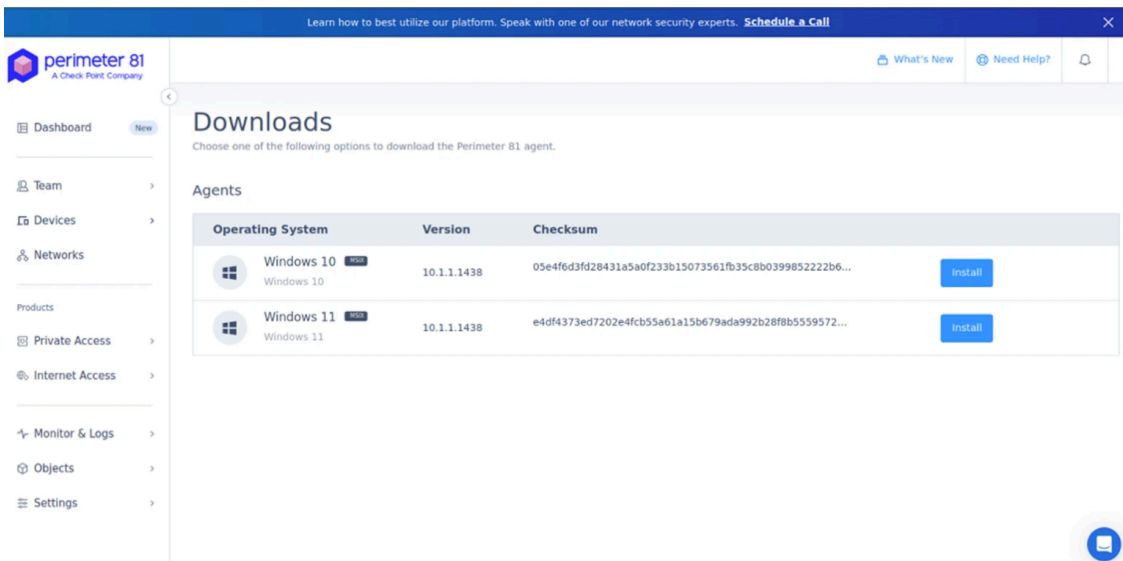 Learn how to best utilize our platform. Speak with one of our network security experts. Schedule a Call
perimeter 81
A Check Point Company
What's New
Need Help?
Dashboard
New
Team
Devices
Networks
Products
Private Access
Internet Access
Monitor & Logs
Objects
Settings
Downloads
Choose one of the following options to download the Perimeter 81 agent.
Agents
Operating System Version Checksum
Windows 10 MSIX
Windows 10
10.1.1.1438
05e4f6d3fd28431a5a0f233b15073561fb35c8b0399852222b6...
Install
Windows 11 MSIX
Windows 11
10.1.1.1438
e4df4373ed7202e4fcb55a61a15b679ada992b28f8b5559572...
Install